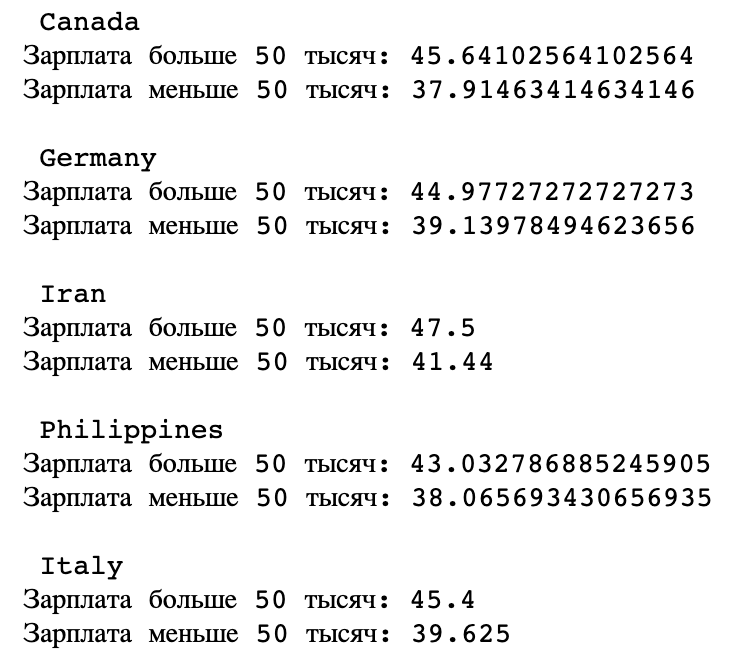 Canada
Зарплата больше 50 тысяч: 45.64102564102564
Зарплата меньше 50 тысяч: 37.91463414634146
Germany
Зарплата больше 50 тысяч: 44.97727272727273
Зарплата меньше 50 тысяч: 39.13978494623656
Iran
Зарплата больше 50 тысяч: 47.5
Зарплата меньше 50 тысяч: 41.44
Philippines
Зарплата больше 50 тысяч: 43.032786885245905
Зарплата меньше 50 тысяч: 38.065693430656935
Italy
Зарплата больше 50 тысяч: 45.4
Зарплата меньше 50 тысяч: 39.625